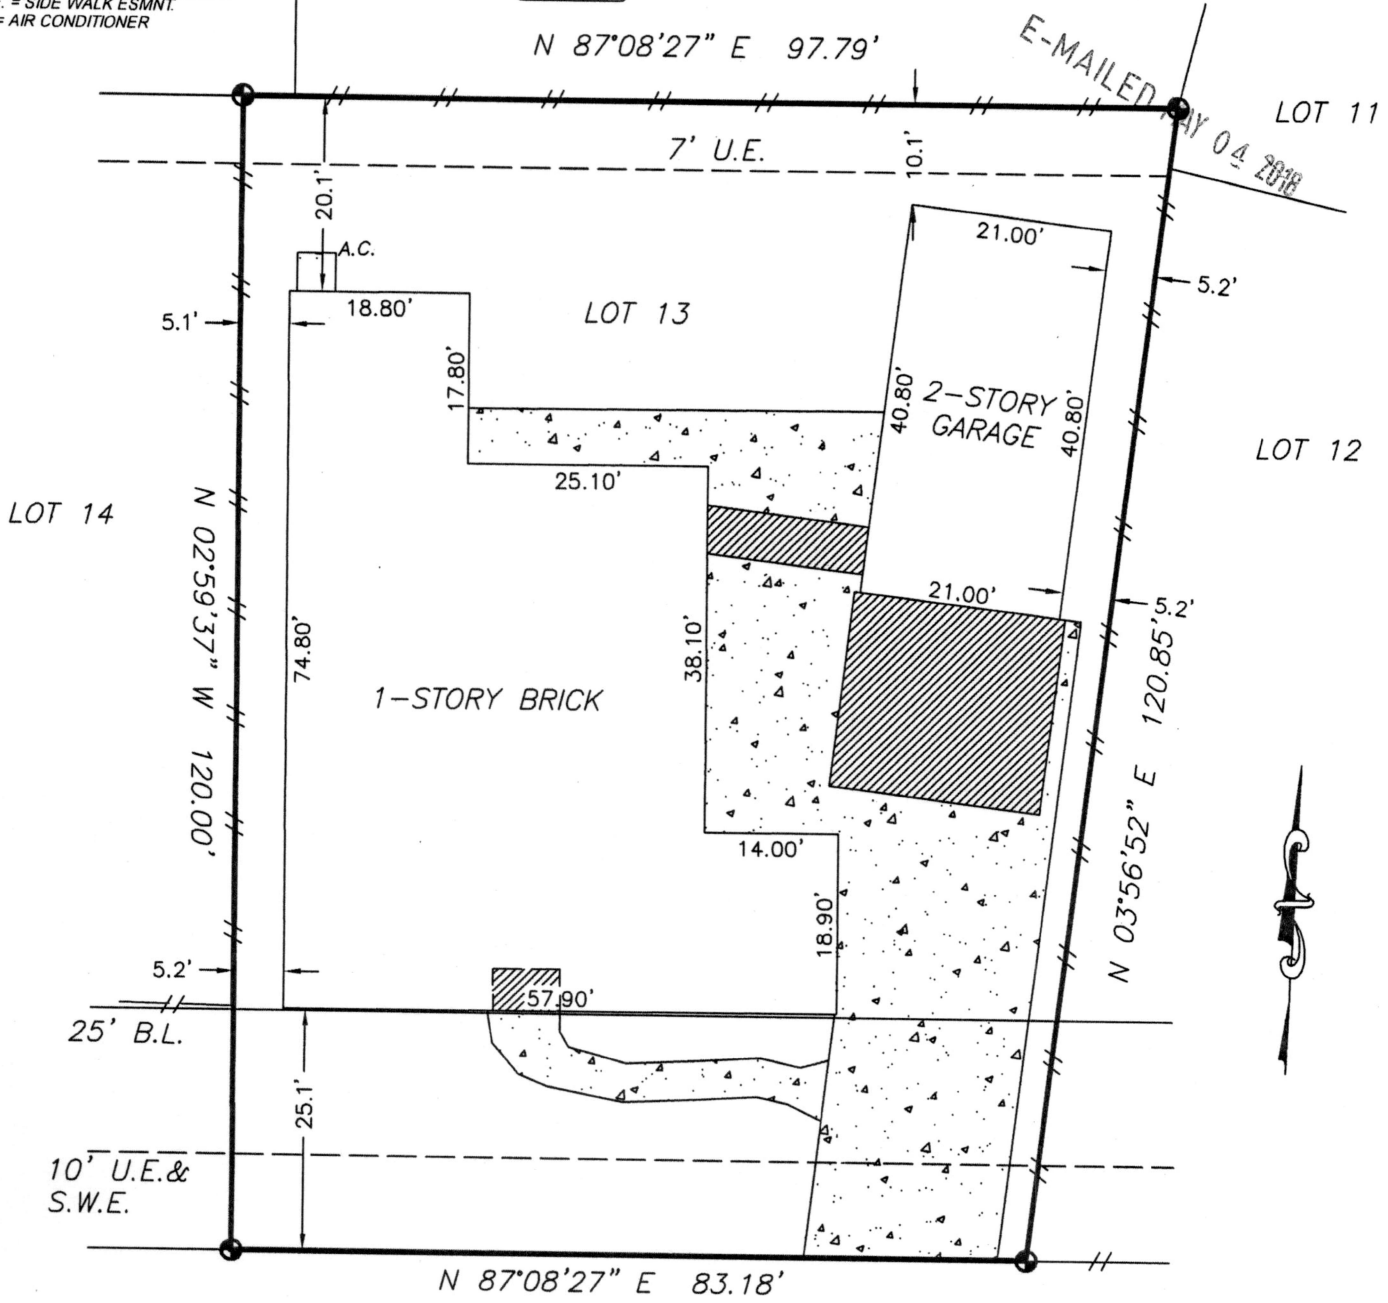 = SIDE WALK ESMNT.
= AIR CONDITIONER
N 87°08'27" E 97.79'
E-MAILED MAY 04 2018
LOT 11
7' U.E.
10.1'
20.1'
A.C.
21.00'
5.2'
18.80'
LOT 13
5.1'
17.80'
40.80'
2-STORY
GARAGE
40.80'
LOT 12
25.10'
LOT 14
N 02°59'37" W 120.00'
21.00'
5.2'
74.80'
38.10'
1-STORY BRICK
N 03°56'52" E 120.85'
14.00'
18.90'
5.2'
57.90'
25' B.L.
25.1'
10' U.E.&
S.W.E.
N 87°08'27" E 83.18'